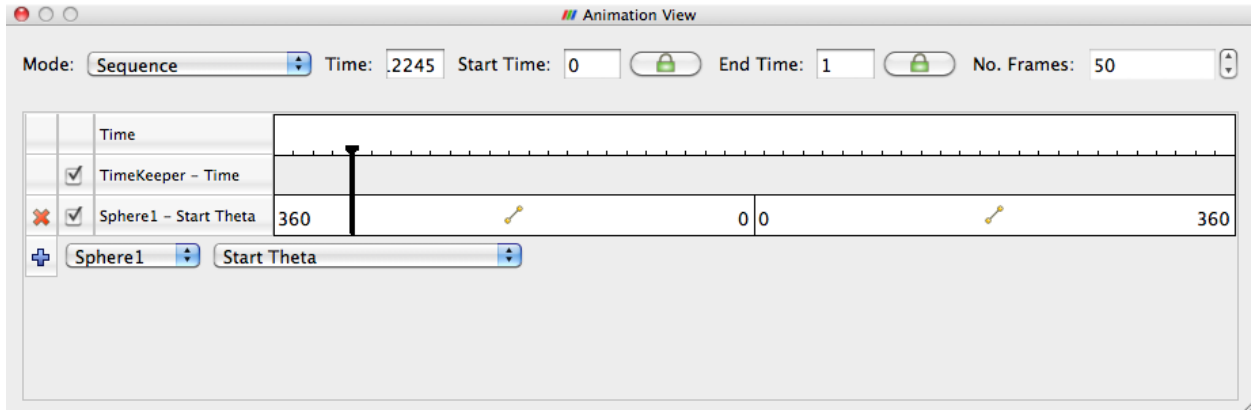 Animation View
Mode: Sequence Time: .2245 Start Time: 0 End Time: 1 No. Frames: 50
Time
TimeKeeper – Time
Sphere1 – Start Theta 360 0 0 360
Sphere1 Start Theta